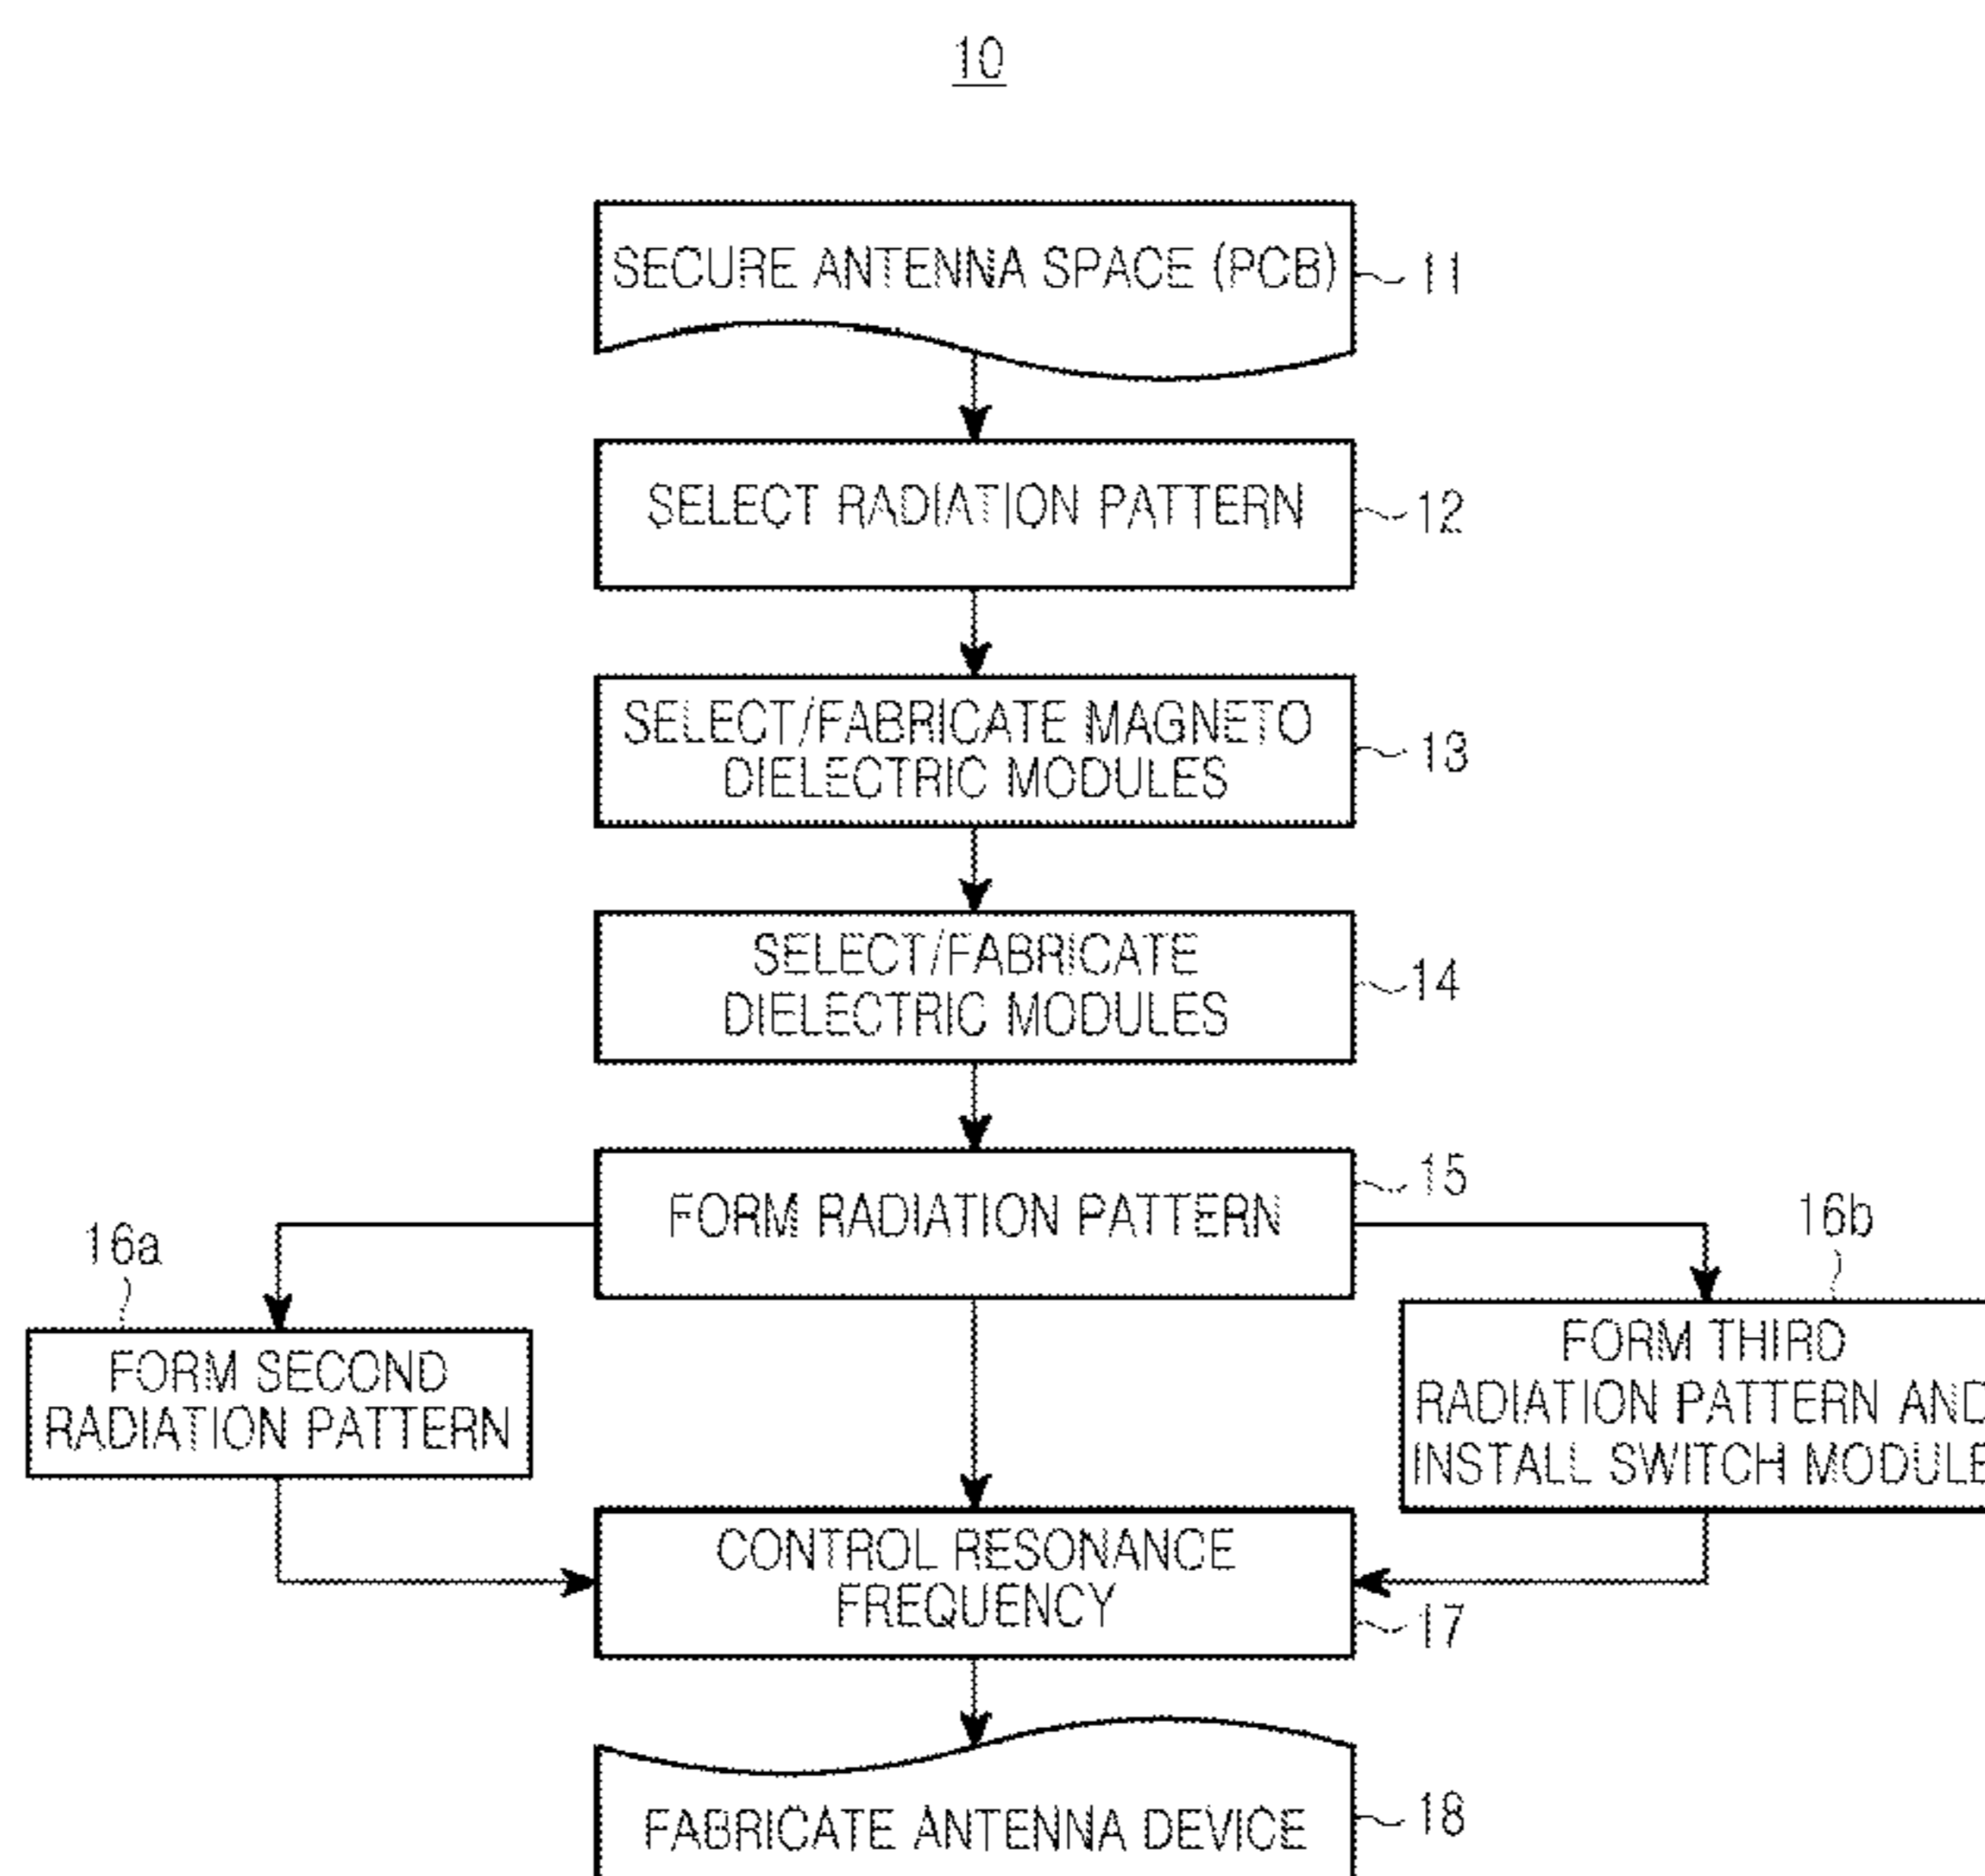 10
SECURE ANTENNA SPACE (PCB)
11
SELECT RADIATION PATTERN
12
SELECT/FABRICATE MAGNETO
DIELECTRIC MODULES
13
SELECT/FABRICATE
DIELECTRIC MODULES
14
FORM RADIATION PATTERN
15
16a
FORM SECOND
RADIATION PATTERN
16b
FORM THIRD
RADIATION PATTERN AND
INSTALL SWITCH MODULE
CONTROL RESONANCE
FREQUENCY
17
FABRICATE ANTENNA DEVICE
18